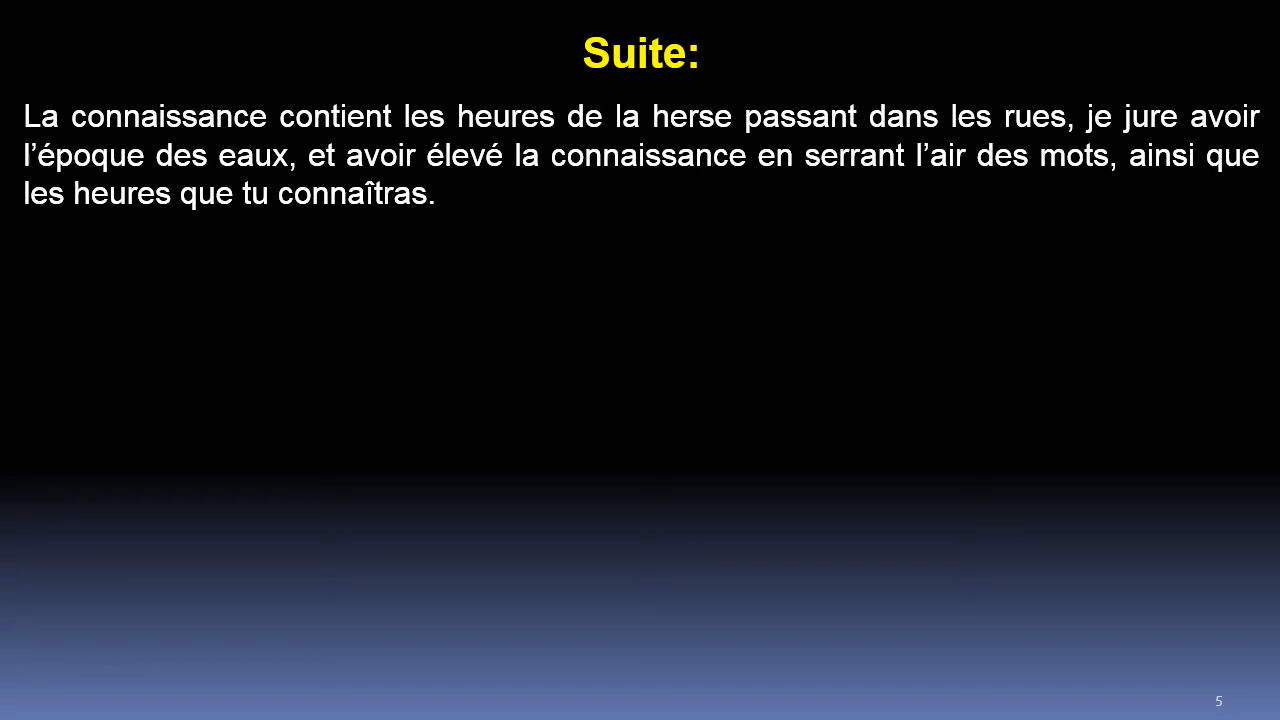 Suite:
La connaissance contient les heures de la herse passant dans les rues, je jure avoir
l’époque des eaux, et avoir élevé la connaissance en serrant l’air des mots, ainsi que
les heures que tu connaîtras.
5